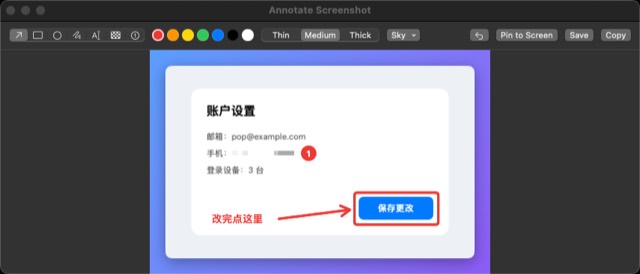 Annotate Screenshot
A
Thin Medium Thick Sky Pin to Screen Save Copy
账户设置
邮箱：pop@example.com
手机：
1
登录设备：3 台
改完点这里
保存更改